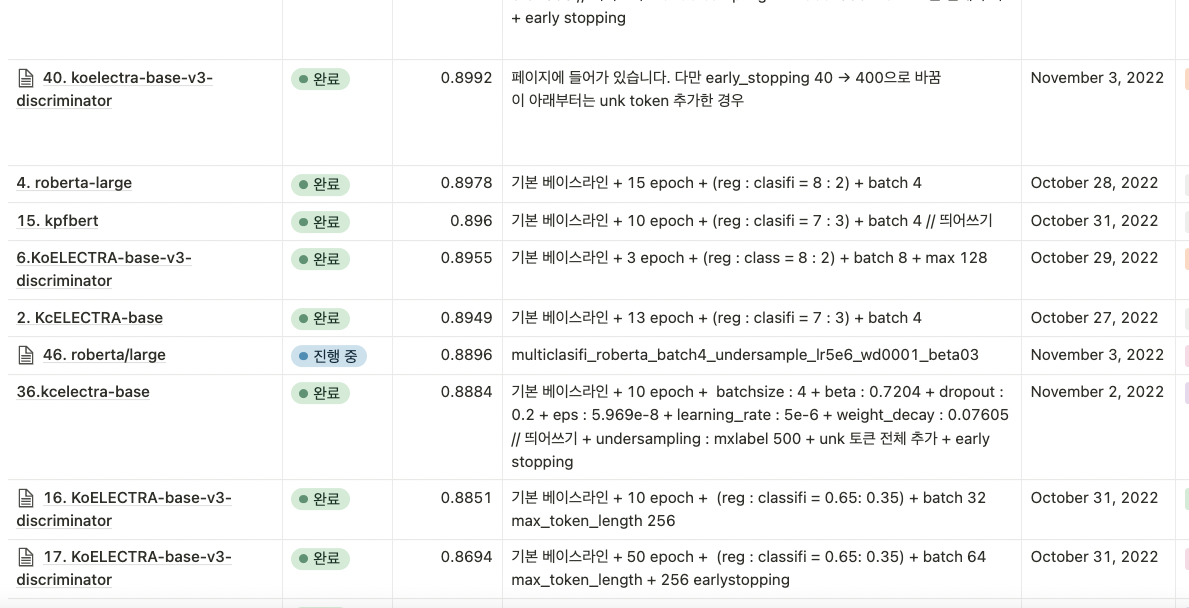 + early stopping
40. koelectra-base-v3-
discriminator
완료
0.8992
페이지에 들어가 있습니다. 다만 early_stopping 40 → 400으로 바꿈
이 아래부터는 unk token 추가한 경우
November 3, 2022
4. roberta-large
완료
0.8978
기본 베이스라인 + 15 epoch + (reg : clasifi = 8 : 2) + batch 4
October 28, 2022
15. kpfbert
완료
0.896
기본 베이스라인 + 10 epoch + (reg : clasifi = 7 : 3) + batch 4 // 띄어쓰기
October 31, 2022
6.KoELECTRA-base-v3-
discriminator
완료
0.8955
기본 베이스라인 + 3 epoch + (reg : class = 8 : 2) + batch 8 + max 128
October 29, 2022
2. KcELECTRA-base
완료
0.8949
기본 베이스라인 + 13 epoch + (reg : clasifi = 7 : 3) + batch 4
October 27, 2022
46. roberta/large
진행 중
0.8896
multiclasifi_roberta_batch4_undersample_lr5e6_wd0001_beta03
November 3, 2022
36.kcelectra-base
완료
0.8884
기본 베이스라인 + 10 epoch + batchsize : 4 + beta : 0.7204 + dropout :
0.2 + eps : 5.969e-8 + learning_rate : 5e-6 + weight_decay : 0.07605
// 띄어쓰기 + undersampling : mxlabel 500 + unk 토큰 전체 추가 + early
stopping
November 2, 2022
16. KoELECTRA-base-v3-
discriminator
완료
0.8851
기본 베이스라인 + 10 epoch + (reg : classifi = 0.65: 0.35) + batch 32
max_token_length 256
October 31, 2022
17. KoELECTRA-base-v3-
discriminator
완료
0.8694
기본 베이스라인 + 50 epoch + (reg : classifi = 0.65: 0.35) + batch 64
max_token_length + 256 earlystopping
October 31, 2022